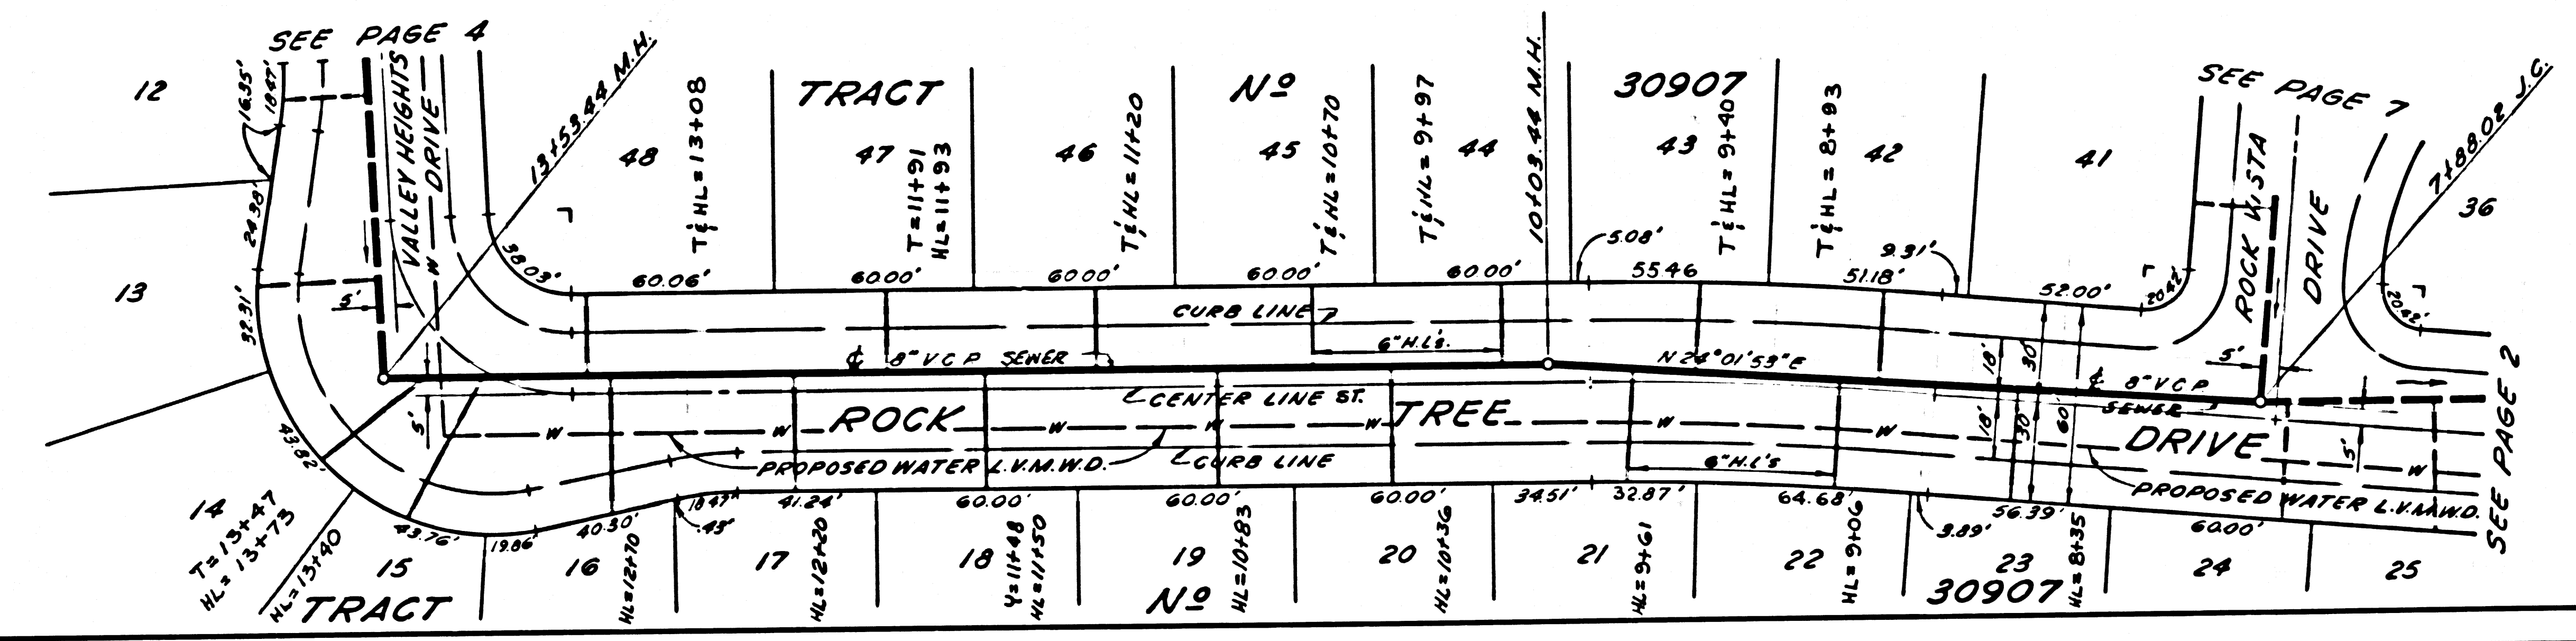 SEE PAGE 4
16.35'
18.47'
VALLEY HEIGHTS
DRIVE
13+53.44 M.H.
TRACT Nº 30907
10+03.44 M.H.
SEE PAGE 7
7+88.02 J.C.
ROCK VISTA
DRIVE
12
13
14
15
16
17
18
19
20
21
22
23
24
25
48
47
46
45
44
43
42
41
36
T & HL = 13+08
T = 11+91
HL = 11+93
T & HL = 11+20
T & HL = 10+70
T & HL = 9+97
T & HL = 9+40
T & HL = 8+93
24.38'
32.31'
43.82'
43.76'
19.86'
38.03'
60.06'
60.00'
60.00'
60.00'
60.00'
5.08'
55.46
51.18'
9.31'
52.00'
20.42'
20.42'
5'
5'
5'
5'
CURB LINE
6" H.L's.
℄ 8" V C P SEWER
N 24°01'53" E
℄ 8" V C P
SEWER
CENTER LINE ST.
ROCK TREE DRIVE
W W W W W W W W W
18'
30'
18'
30'
60'
PROPOSED WATER L.V.M.W.D.
CURB LINE
6" H.L's
PROPOSED WATER L.V.M.W.D.
SEE PAGE 2
40.30'
18.47'
.43'
41.24'
60.00'
60.00'
60.00'
34.51'
32.87'
64.68'
3.89'
56.39'
60.00'
T = 13+47
HL = 13+73
HL = 13+40
HL = 12+70
HL = 12+20
Y = 11+48
HL = 11+50
HL = 10+83
HL = 10+36
HL = 9+61
HL = 9+06
HL = 8+35
TRACT Nº 30907